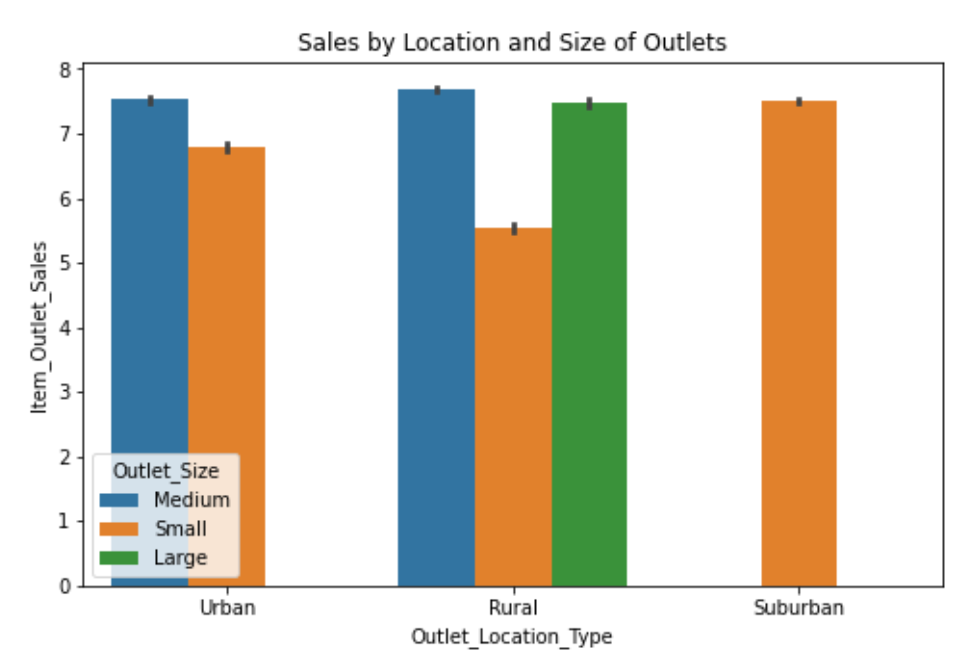 Sales by Location and Size of Outlets
8
7
6
5
4
3
2
1
0
Item_Outlet_Sales
Outlet_Size
Medium
Small
Large
Urban Rural Suburban
Outlet_Location_Type